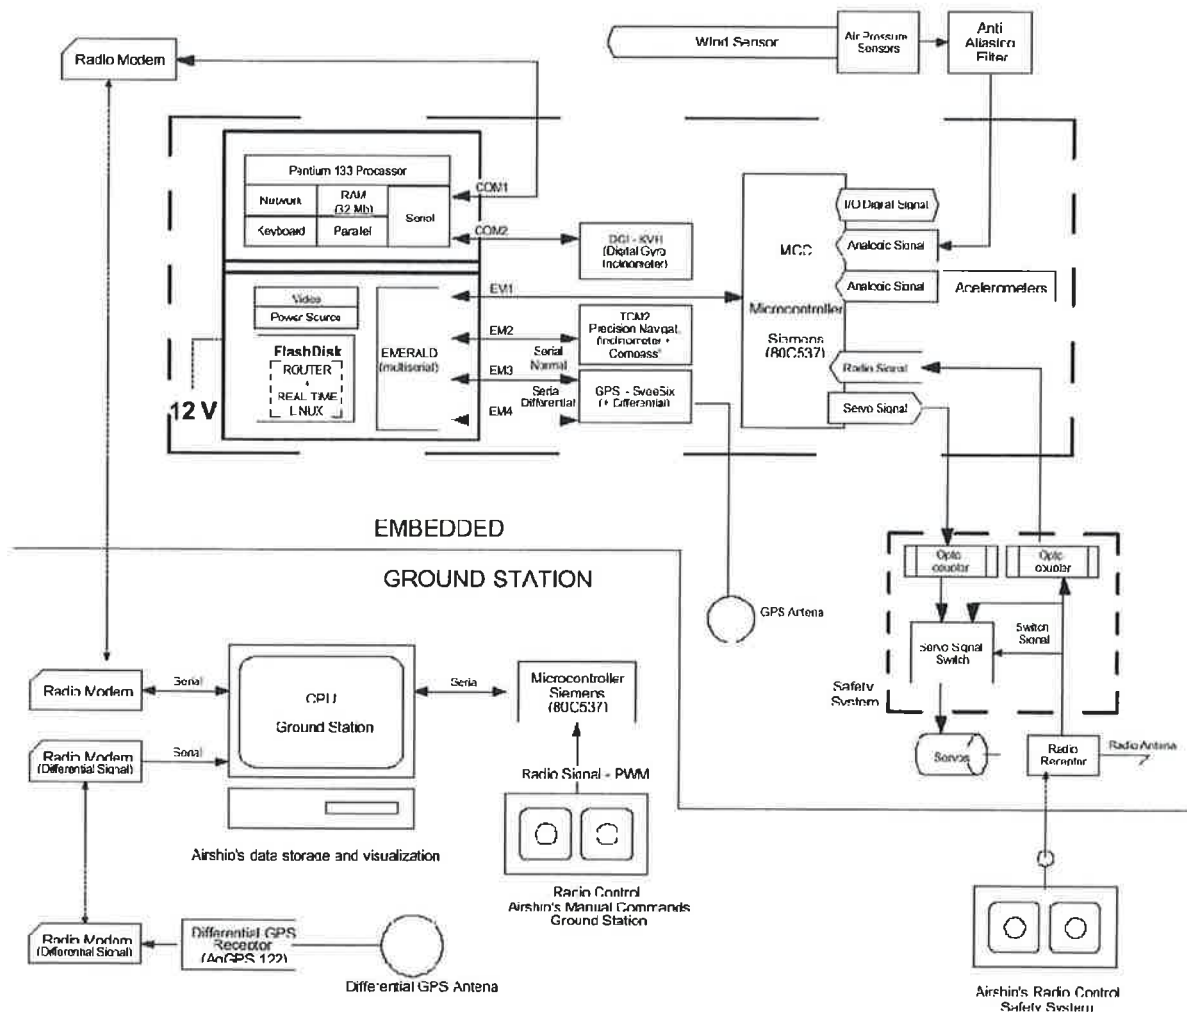 Wind Sensor
Air Pressure
Sensors
Anti
Aliasing
Filter
Radio Modem
Pentium 133 Processor
Network
RAM
(32 Mb)
Serial
Keyboard
Parallel
COM1
COM2
DGI - KVH
(Digital Gyro
Inclinometer)
MCC
Microcontroller
Siemens
(80C537)
I/O Digital Signal
Analogic Signal
Analogic Signal
Acelerometers
Radio Signal
Servo Signal
Video
Power Source
FlashDisk
ROUTER
+
REAL TIME
LINUX
12 V
EMERALD
(multiserial)
EM1
EM2
EM3
EM4
Serial
Normal
Serial
Differential
TCM2
Precision Navigat.
(Inclinometer +
Compass)
GPS - SveeSix
(+ Differential)
EMBEDDED
GROUND STATION
GPS Antena
Opto
coupler
Opto
coupler
Switch
Signal
Servo Signal
Switch
Safety
System
Servos
Radio
Receptor
Radio Antena
Radio Modem
Serial
CPU
Ground Station
Serial
Microcontroller
Siemens
(80C537)
Radio Modem
(Differential Signal)
Serial
Radio Signal - PWM
Airship's data storage and visualization
Radio Control
Airship's Manual Commands
Ground Station
Radio Modem
(Differential Signal)
Differential GPS
Receptor
(AgGPS 122)
Differential GPS Antena
Airship's Radio Control
Safety System